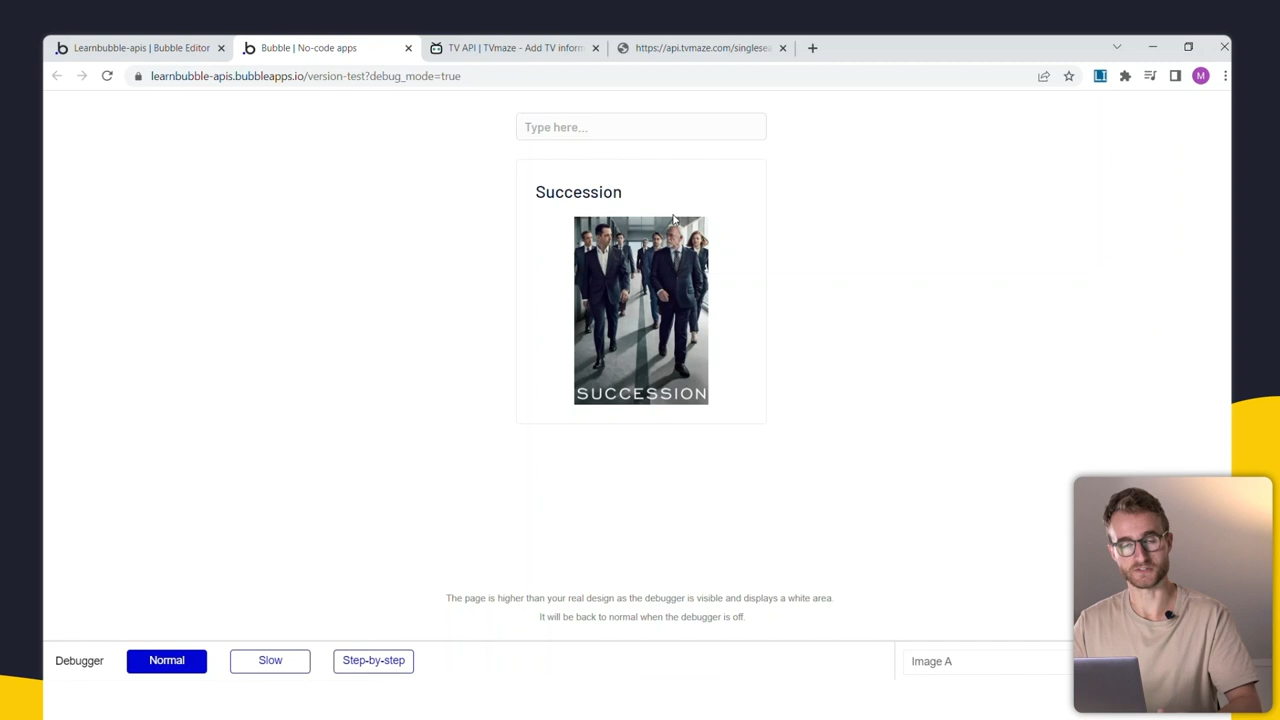 Learnbubble-apis | Bubble Editor
Bubble | No-code apps
TV API | TVmaze - Add TV inform
https://api.tvmaze.com/singlesea
learnbubble-apis.bubbleapps.io/version-test?debug_mode=true
LI
M
Type here...
Succession
SUCCESSION
The page is higher than your real design as the debugger is visible and displays a white area.
It will be back to normal when the debugger is off.
Debugger
Normal
Slow
Step-by-step
Image A